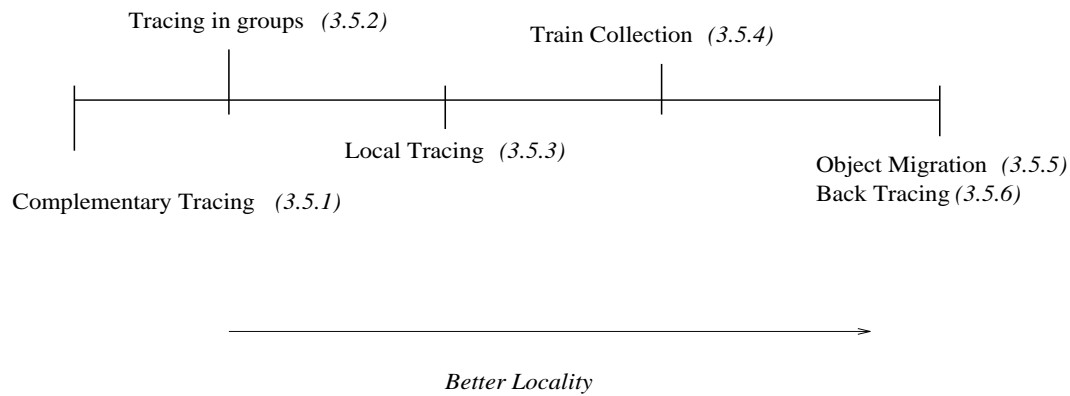 Tracing in groups (3.5.2)
Train Collection (3.5.4)
Local Tracing (3.5.3)
Object Migration (3.5.5)
Back Tracing (3.5.6)
Complementary Tracing (3.5.1)
Better Locality